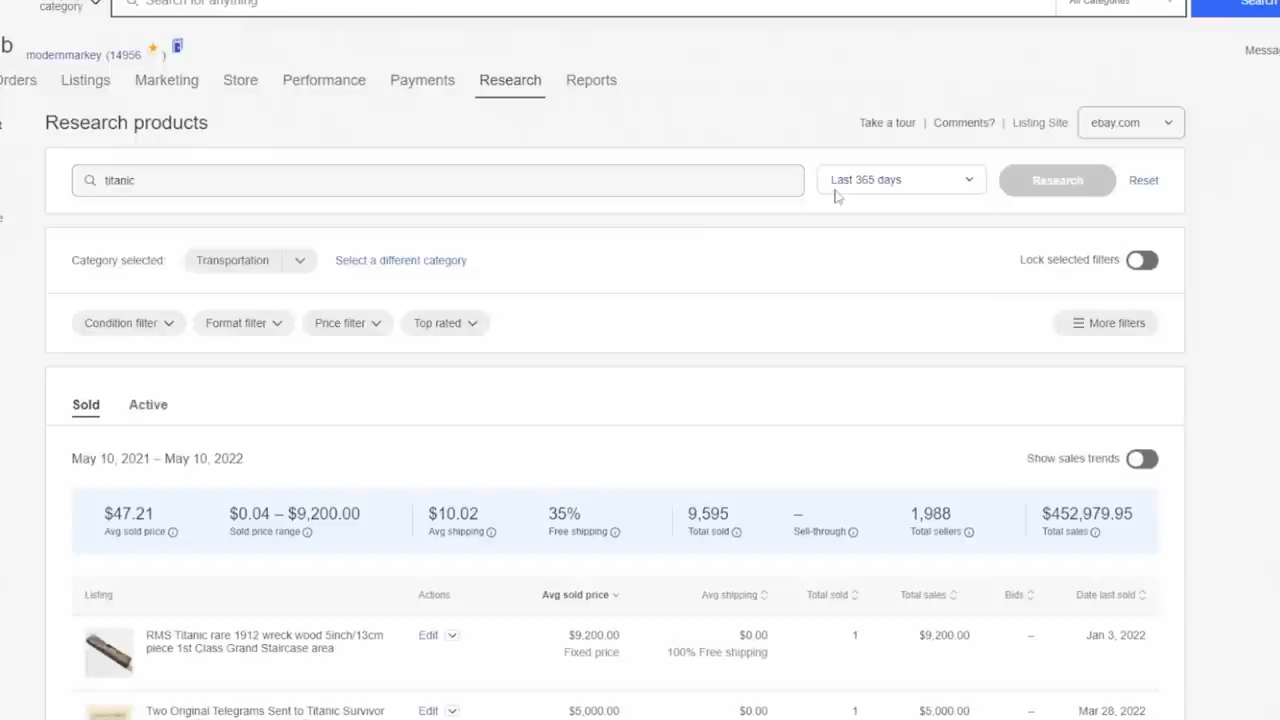 category
Search for anything
All Categories
Search
b
modernmarkey (14956 )
Messag
Orders Listings Marketing Store Performance Payments Research Reports
Research products
Take a tour | Comments? | Listing Site ebay.com
titanic
Last 365 days
Research
Reset
Category selected Transportation Select a different category
Lock selected filters
Condition filter Format filter Price filter Top rated
More filters
Sold Active
May 10, 2021 – May 10, 2022
Show sales trends
$47.21 $0.04 – $9,200.00 $10.02 35% 9,595 – 1,988 $452,979.95
Avg sold price Sold price range Avg shipping Free shipping Total sold Sell-through Total sellers Total sales
Listing Actions Avg sold price Avg shipping Total sold Total sales Bids Date last sold
RMS Titanic rare 1912 wreck wood 5inch/13cm Edit $9,200.00 $0.00 1 $9,200.00 – Jan 3, 2022
piece 1st Class Grand Staircase area Fixed price 100% Free shipping
Two Original Telegrams Sent to Titanic Survivor Edit $5,000.00 $0.00 1 $5,000.00 – Mar 28, 2022